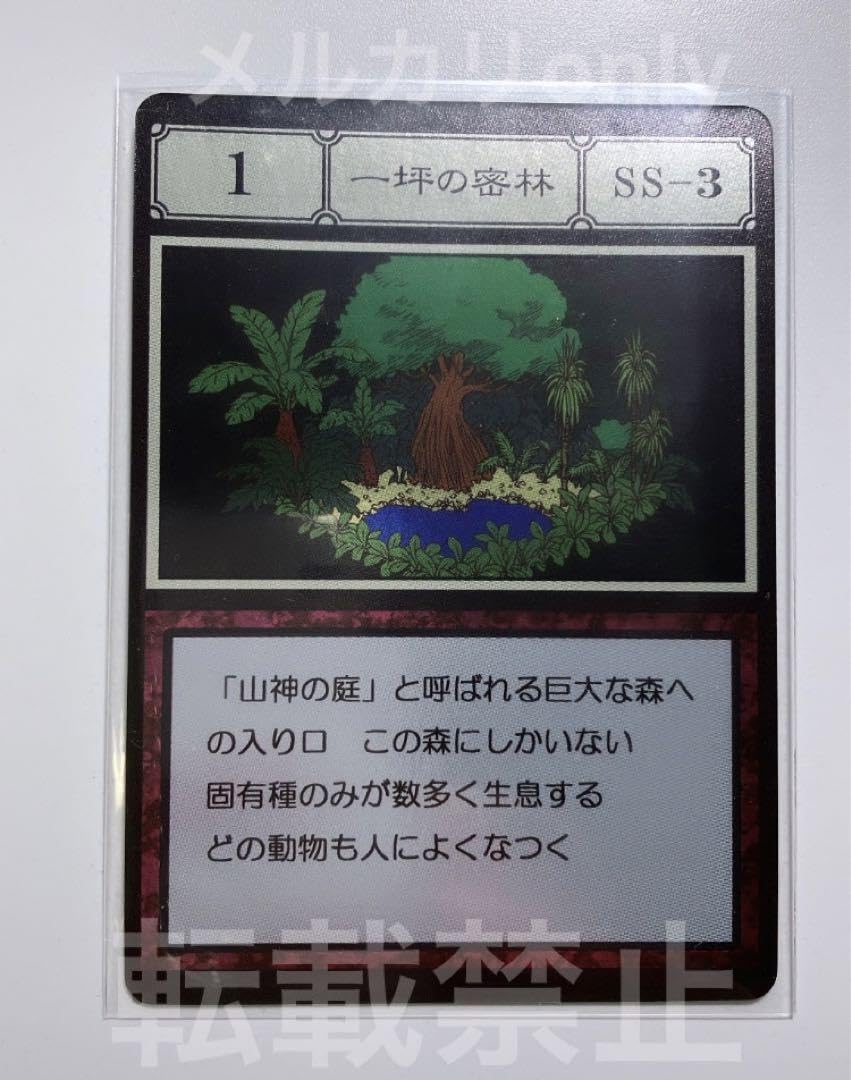 メルカリonly
1 一坪の密林 SS-3
「山神の庭」と呼ばれる巨大な森へ
の入り口　この森にしかいない
固有種のみが数多く生息する
どの動物も人によくなつく
転載禁止